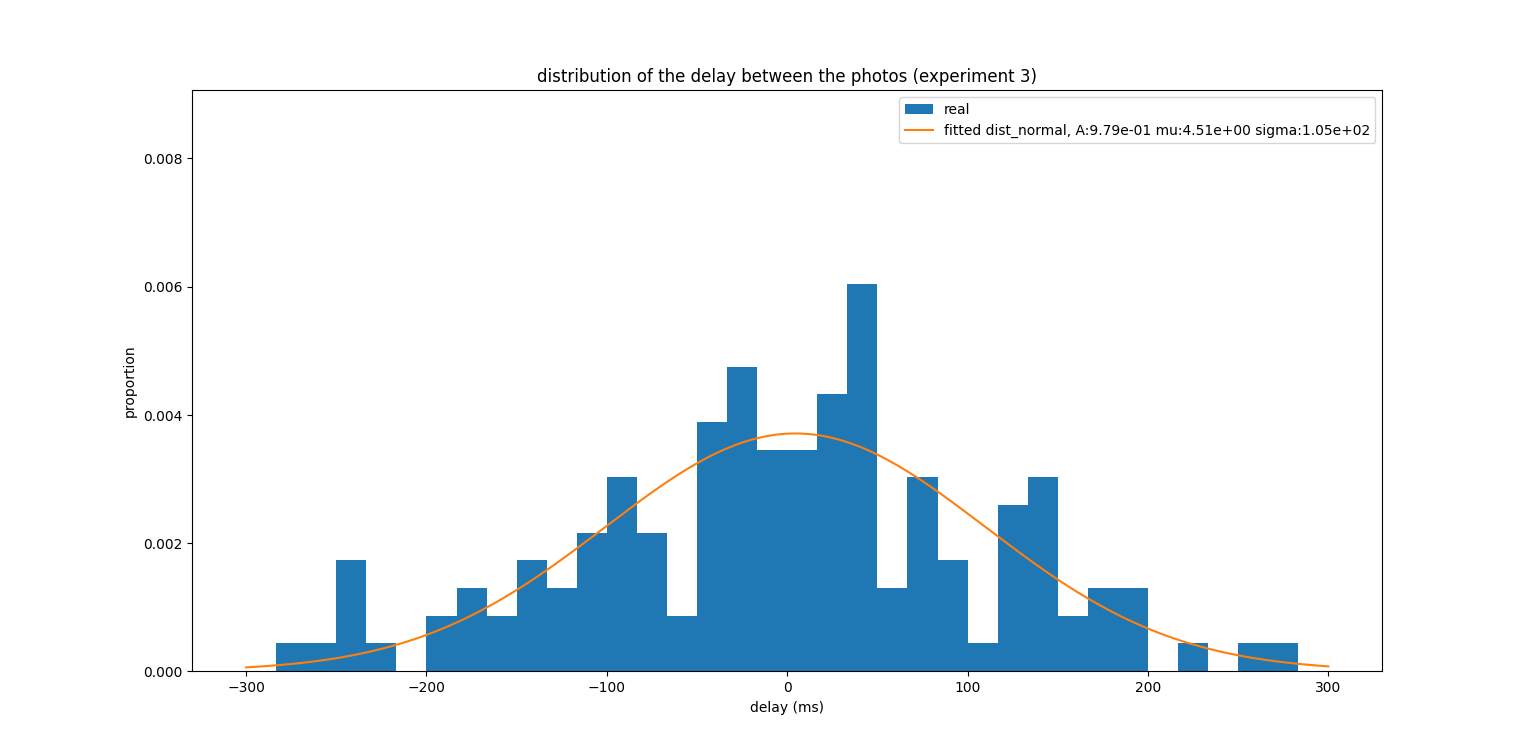 distribution of the delay between the photos (experiment 3)
real
fitted dist_normal, A:9.79e-01 mu:4.51e+00 sigma:1.05e+02
0.008
0.006
0.004
0.002
0.000
proportion
−300
−200
−100
0
100
200
300
delay (ms)